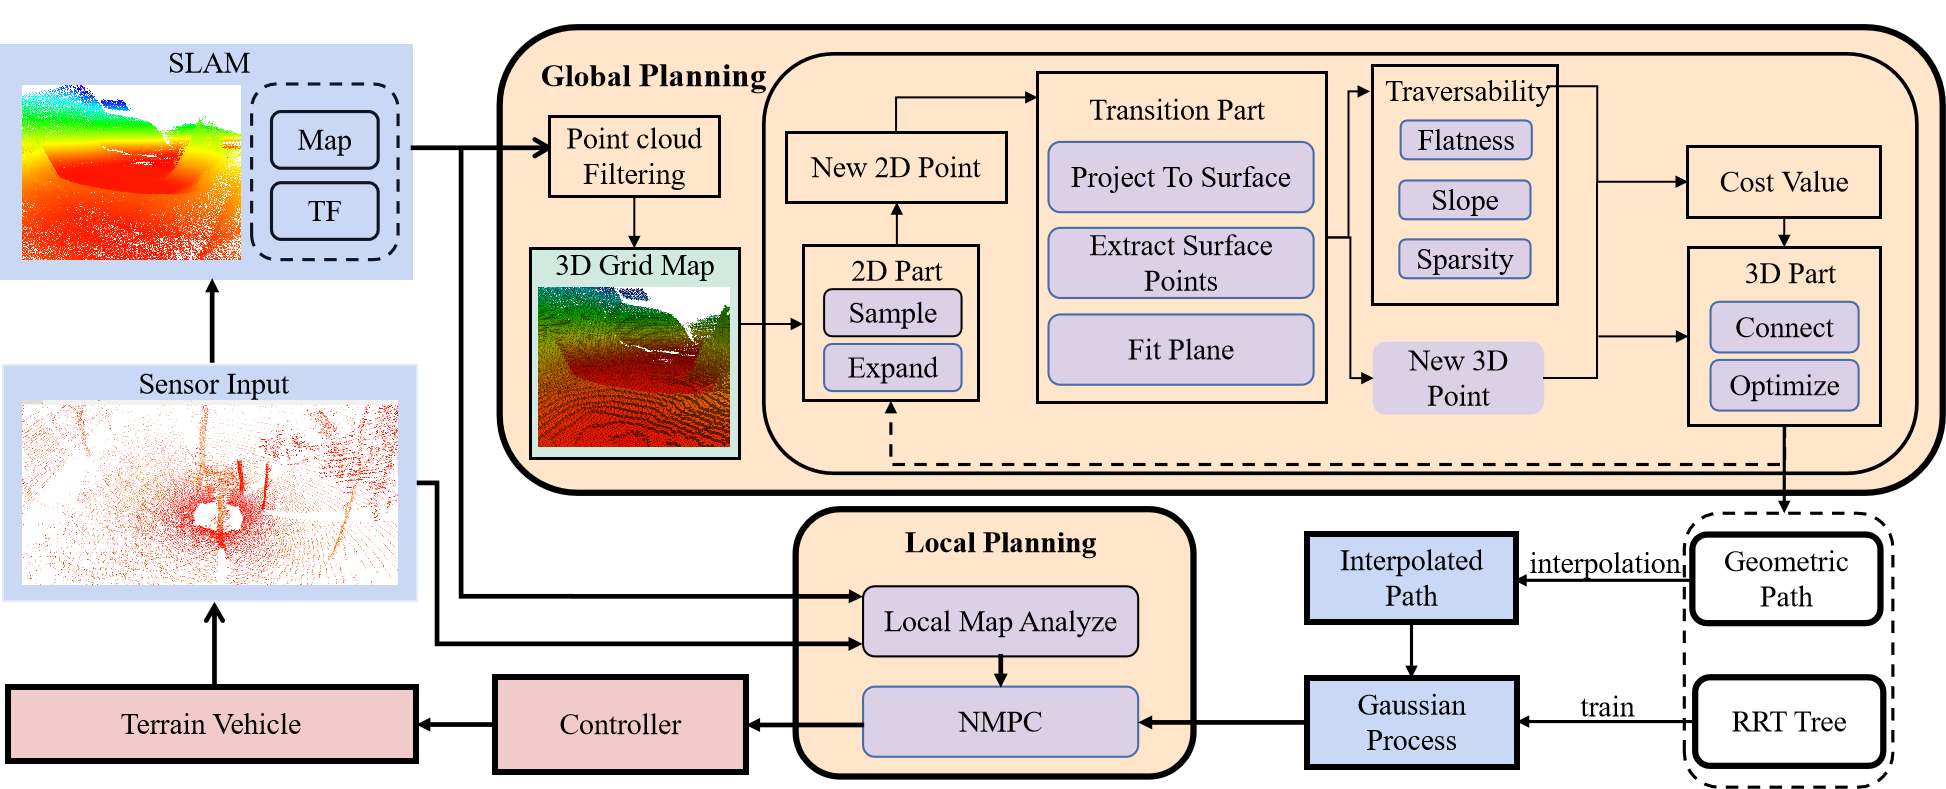 SLAM
Map
TF
Sensor Input
Terrain Vehicle
Controller
Global Planning
Point cloud
Filtering
3D Grid Map
New 2D Point
2D Part
Sample
Expand
Transition Part
Project To Surface
Extract Surface
Points
Fit Plane
Traversability
Flatness
Slope
Sparsity
New 3D
Point
Cost Value
3D Part
Connect
Optimize
Local Planning
Local Map Analyze
NMPC
Interpolated
Path
interpolation
Geometric
Path
Gaussian
Process
train
RRT Tree